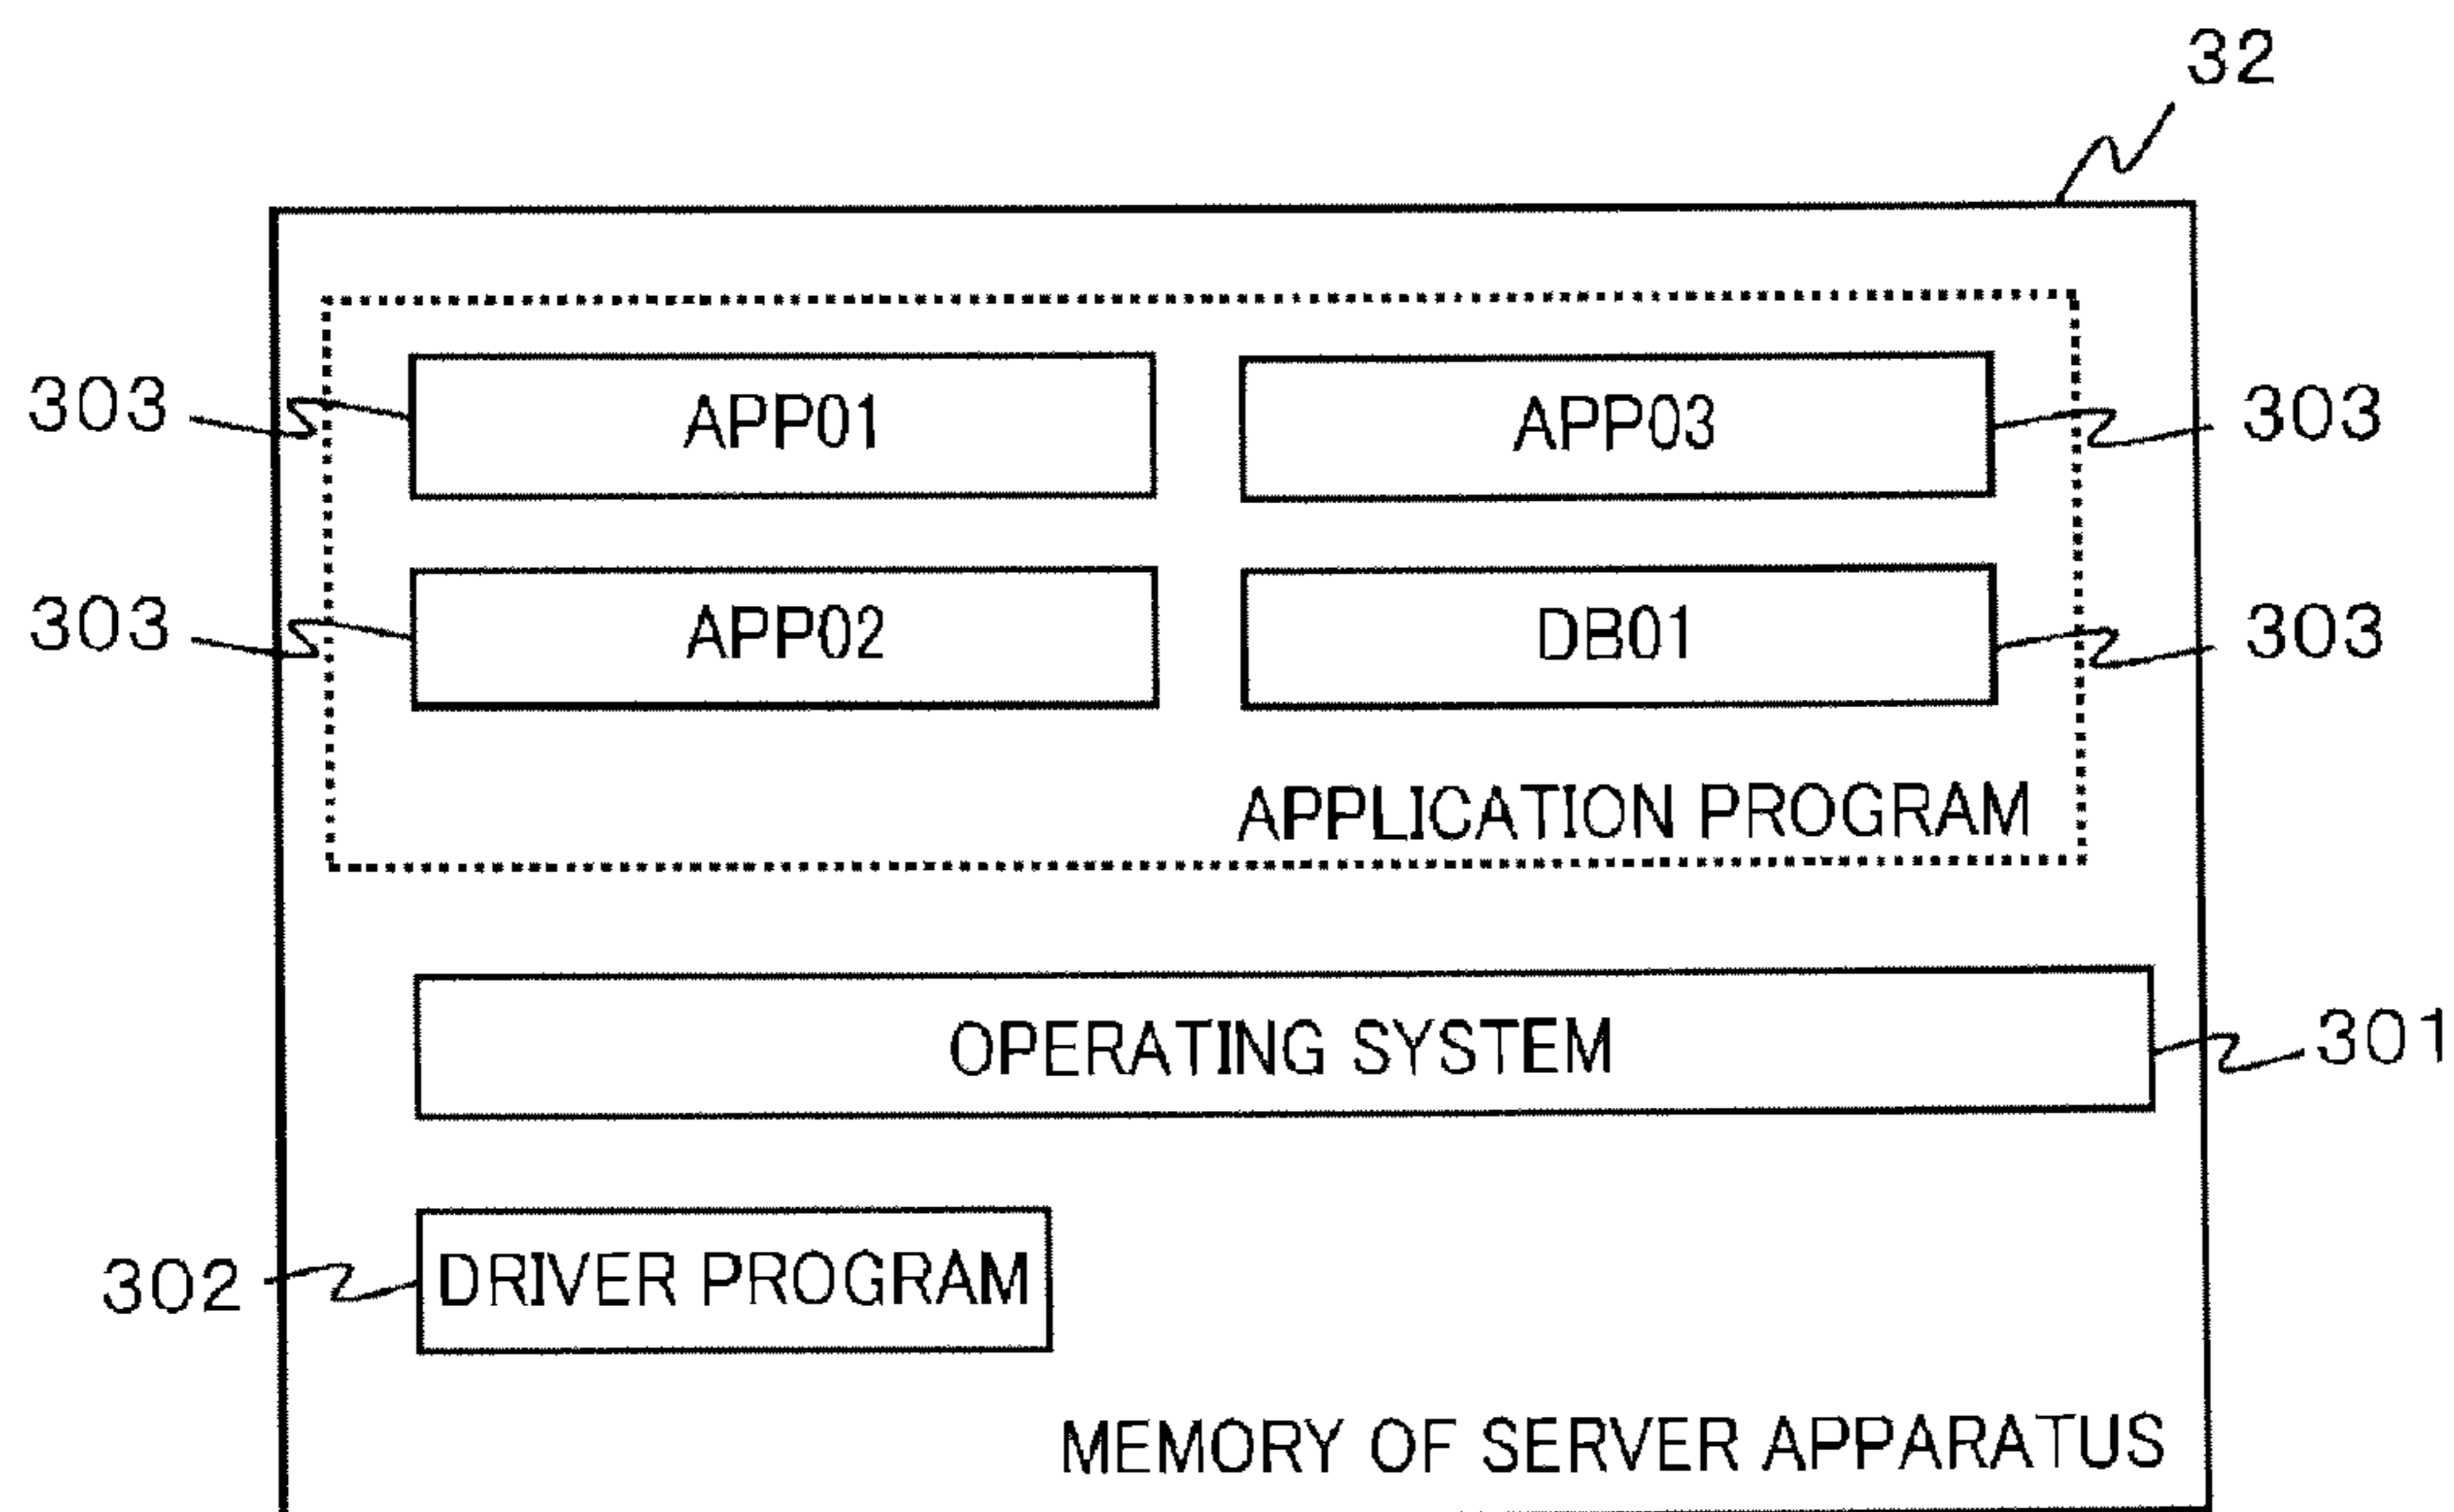 32
303 APP01 APP03 303
303 APP02 DB01 303
APPLICATION PROGRAM
OPERATING SYSTEM 301
302 DRIVER PROGRAM
MEMORY OF SERVER APPARATUS